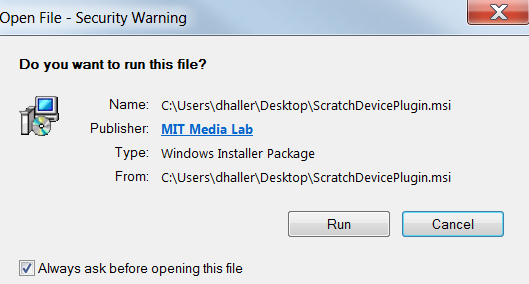 Open File - Security Warning
Do you want to run this file?
Name: C:\Users\dhaller\Desktop\ScratchDevicePlugin.msi
Publisher: MIT Media Lab
Type: Windows Installer Package
From: C:\Users\dhaller\Desktop\ScratchDevicePlugin.msi
Run Cancel
Always ask before opening this file